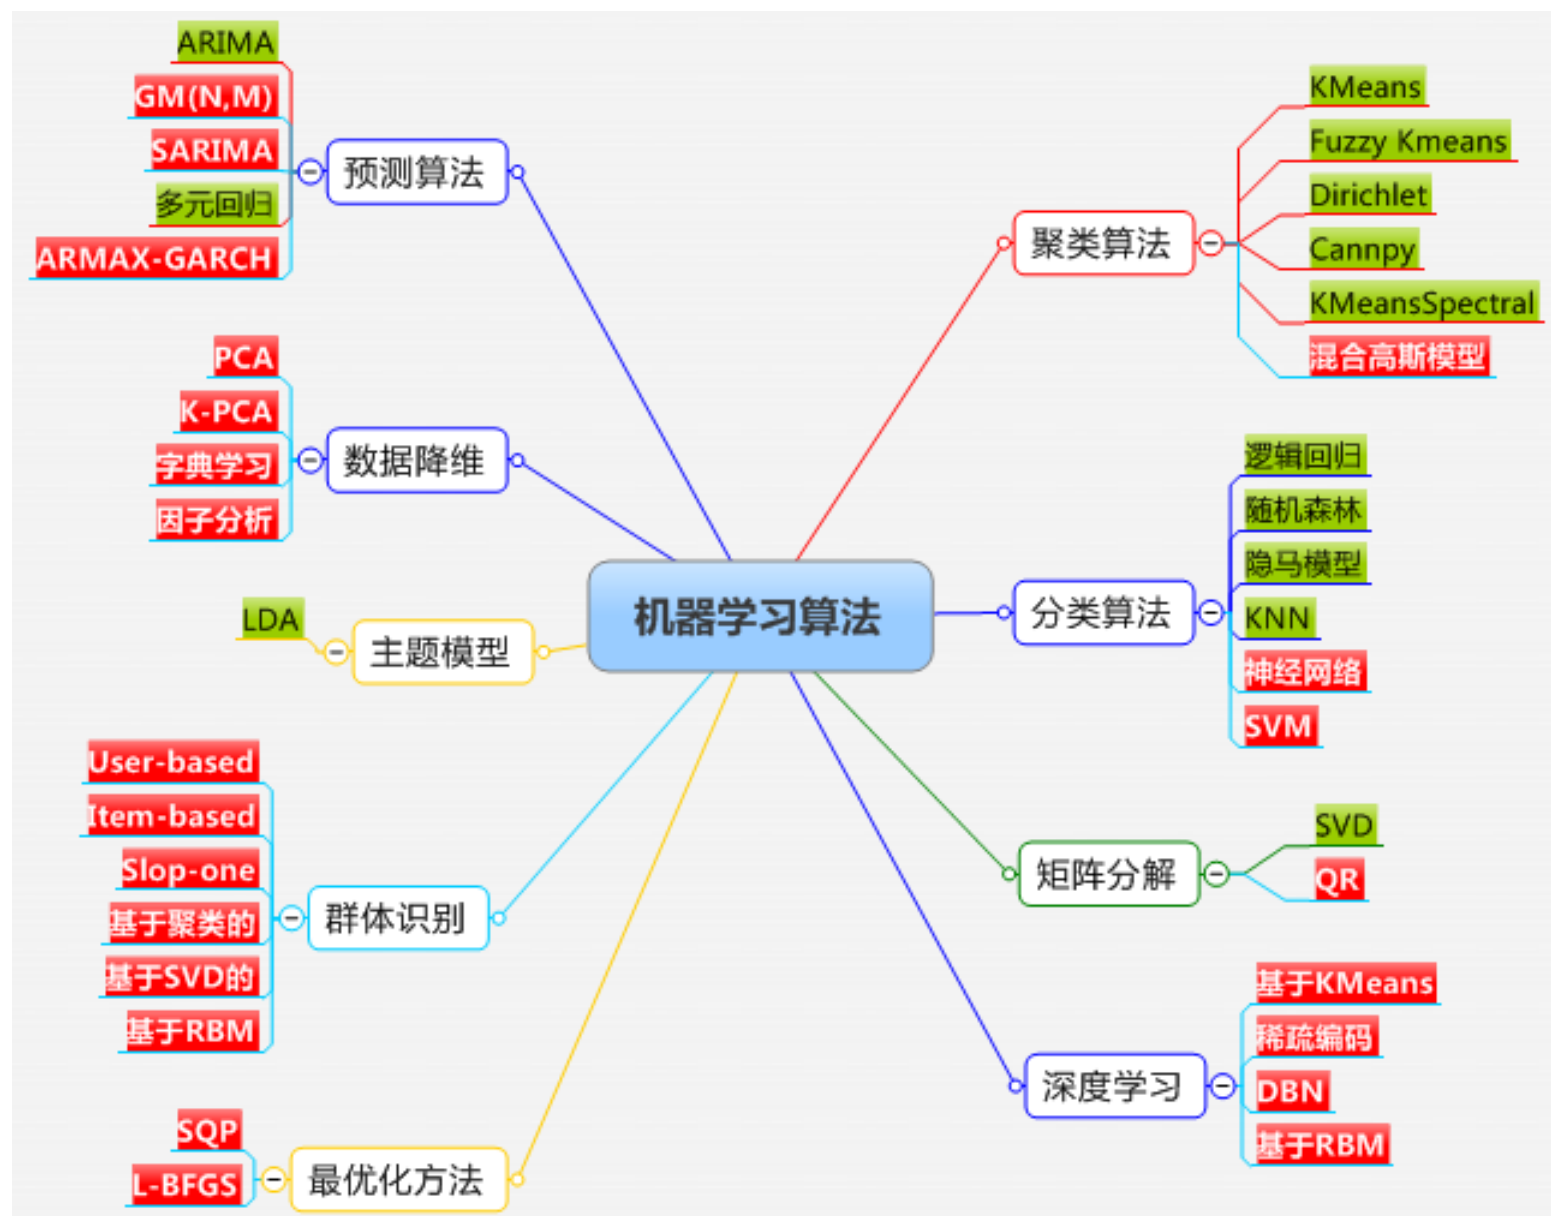 机器学习算法
预测算法
ARIMA
GM(N,M)
SARIMA
多元回归
ARMAX-GARCH
数据降维
PCA
K-PCA
字典学习
因子分析
主题模型
LDA
群体识别
User-based
Item-based
Slop-one
基于聚类的
基于SVD的
基于RBM
最优化方法
SQP
L-BFGS
聚类算法
KMeans
Fuzzy Kmeans
Dirichlet
Cannpy
KMeansSpectral
混合高斯模型
分类算法
逻辑回归
随机森林
隐马模型
KNN
神经网络
SVM
矩阵分解
SVD
QR
深度学习
基于KMeans
稀疏编码
DBN
基于RBM